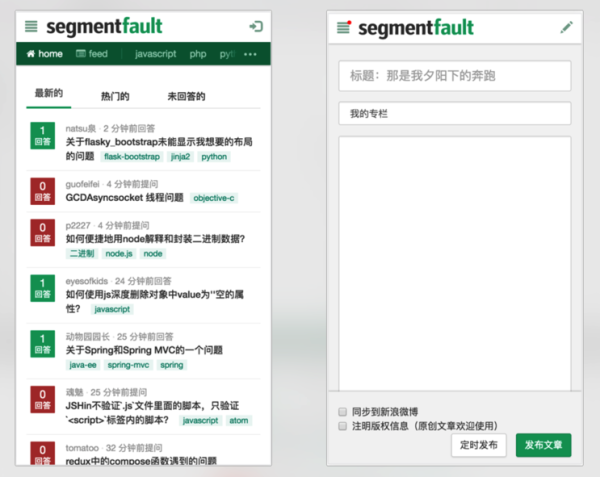 segmentfault
home feed javascript php pyt
最新的 热门的 未回答的
1
回答
natsu泉 · 2 分钟前回答
关于flasky_bootstrap未能显示我想要的布局
的问题 flask-bootstrap jinja2 python
0
回答
guofeifei · 4 分钟前提问
GCDAsyncsocket 线程问题 objective-c
0
回答
p2227 · 4 分钟前提问
如何便捷地用node解释和封装二进制数据?
二进制 node.js node
1
回答
eyesofkids · 24 分钟前回答
如何使用js深度删除对象中value为''空的属
性? javascript
1
回答
动物园园长 · 25 分钟前回答
关于Spring和Spring MVC的一个问题
java-ee spring-mvc spring
0
回答
魂魅 · 25 分钟前提问
JSHin不验证`.js`文件里面的脚本，只验证
`<script>`标签内的脚本? javascript atom
0
回答
tomatoo · 32 分钟前提问
redux中的compose函数遇到的问题
segmentfault
标题：那是我夕阳下的奔跑
我的专栏
同步到新浪微博
注明版权信息（原创文章欢迎使用）
定时发布 发布文章